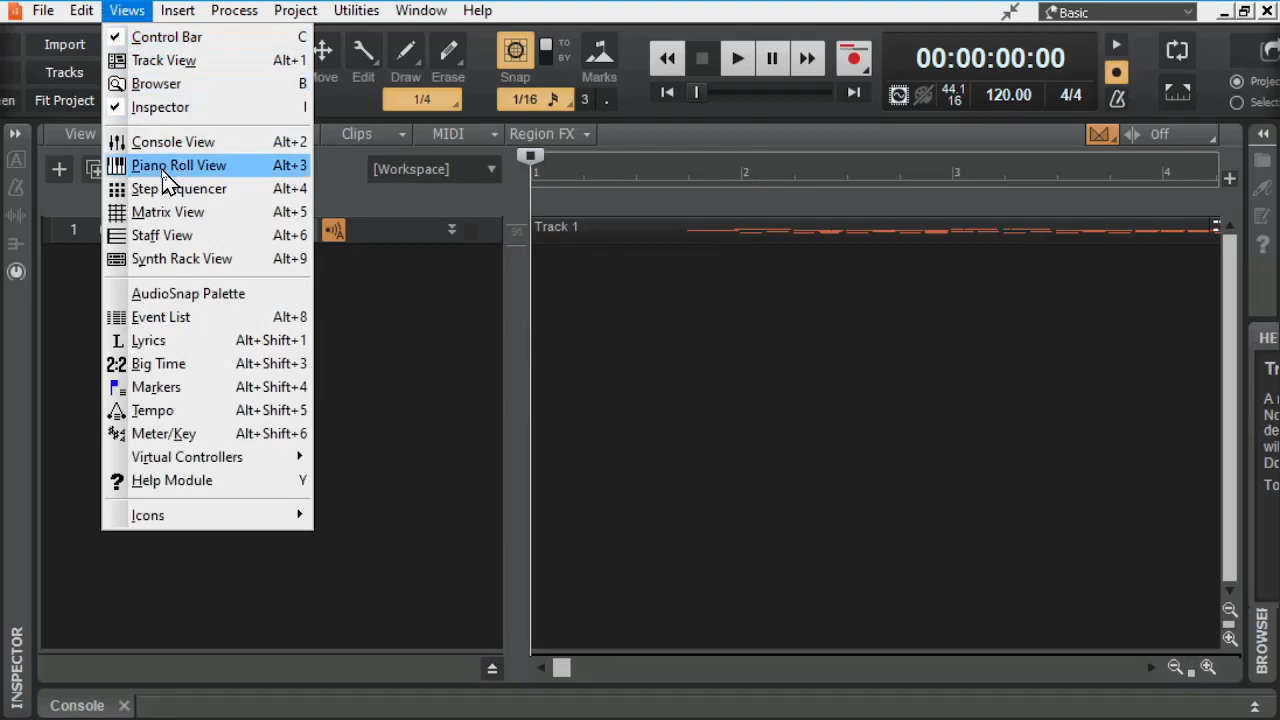 File Edit Views Insert Process Project Utilities Window Help Basic
Import
Tracks
Fit Project
Edit Draw Erase Snap TO BY Marks
1/4 1/16 3
00:00:00:00
44.1 16 120.00 4/4
Control Bar C
Track View Alt+1
Browser B
Inspector I
Console View Alt+2
Piano Roll View Alt+3
Step Sequencer Alt+4
Matrix View Alt+5
Staff View Alt+6
Synth Rack View Alt+9
AudioSnap Palette
Event List Alt+8
Lyrics Alt+Shift+1
Big Time Alt+Shift+3
Markers Alt+Shift+4
Tempo Alt+Shift+5
Meter/Key Alt+Shift+6
Virtual Controllers
Help Module Y
Icons
View Clips MIDI Region FX Off
[Workspace]
1 2 3 4
1 Track 1
INSPECTOR
BROWSER
Console